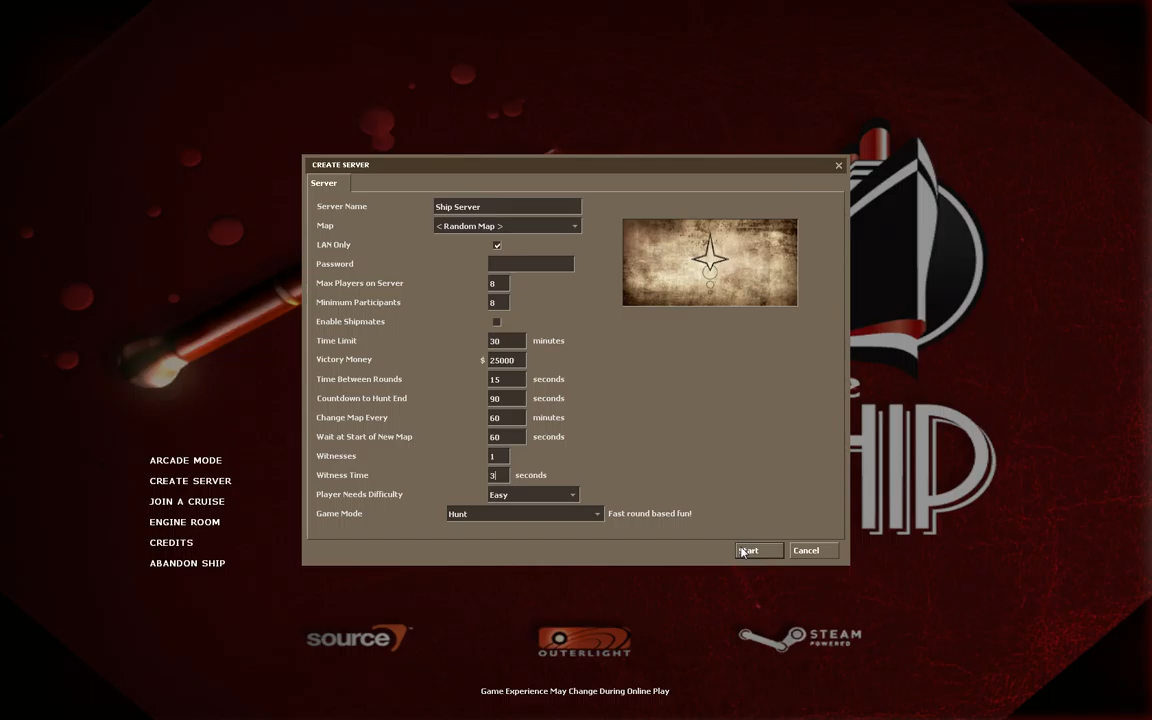 CREATE SERVER
Server
Server Name Ship Server
Map < Random Map >
LAN Only
Password
Max Players on Server 8
Minimum Participants 8
Enable Shipmates
Time Limit 30 minutes
Victory Money $ 25000
Time Between Rounds 15 seconds
Countdown to Hunt End 90 seconds
Change Map Every 60 minutes
Wait at Start of New Map 60 seconds
Witnesses 1
Witness Time 3 seconds
Player Needs Difficulty Easy
Game Mode Hunt Fast round based fun!
Start Cancel
ARCADE MODE
CREATE SERVER
JOIN A CRUISE
ENGINE ROOM
CREDITS
ABANDON SHIP
source
OUTERLIGHT
STEAM
POWERED
Game Experience May Change During Online Play